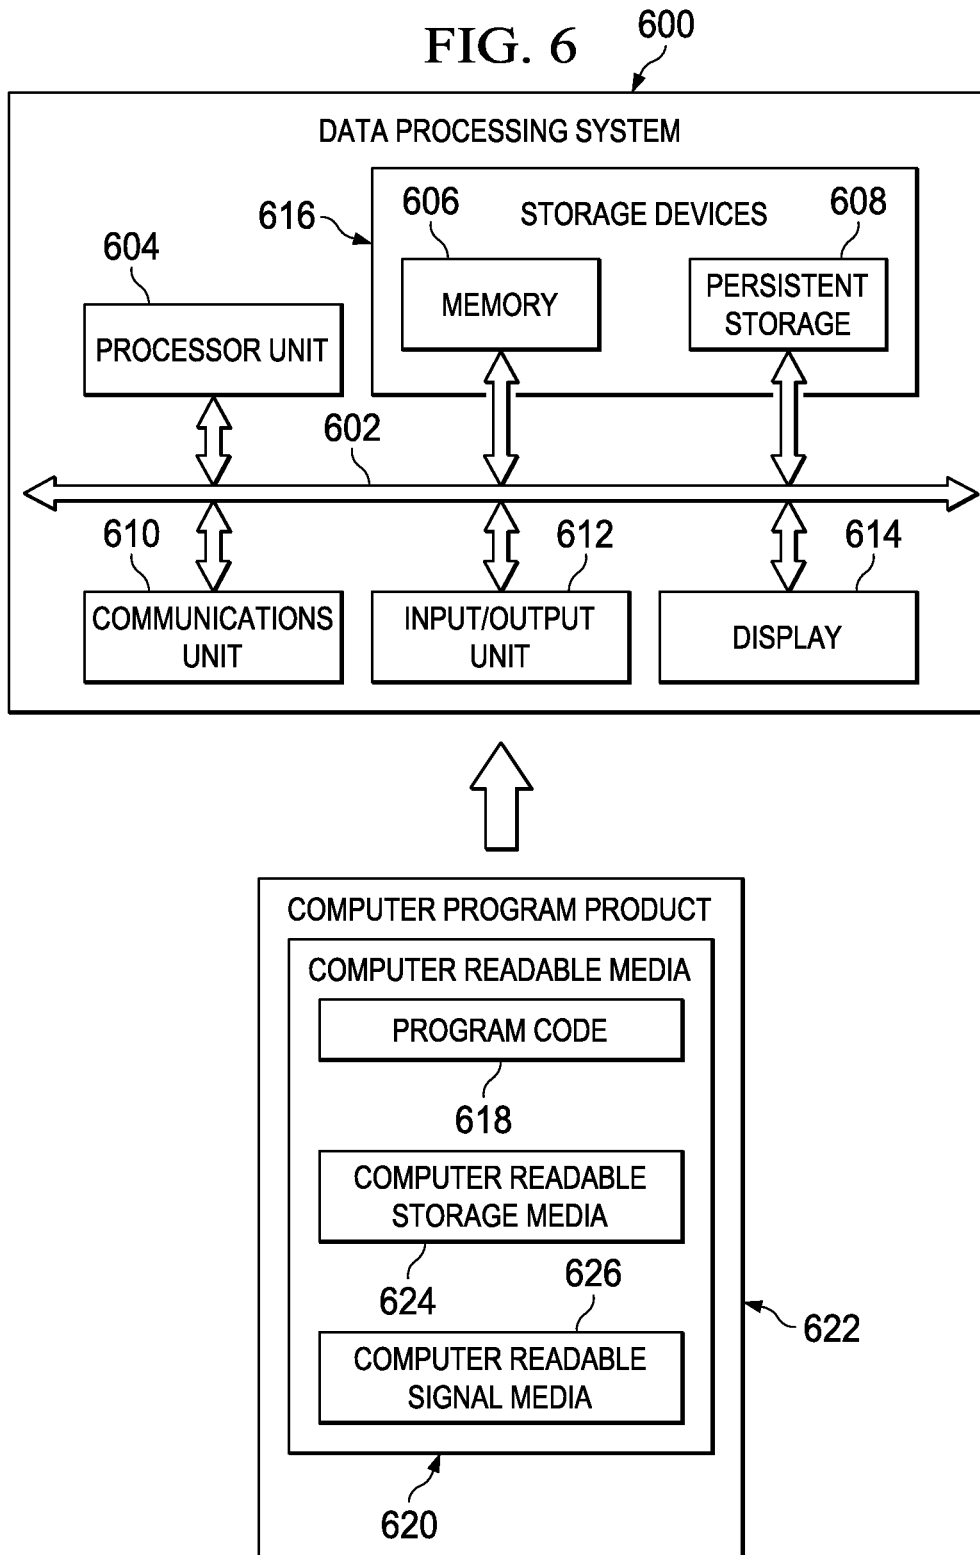 FIG. 6
600
DATA PROCESSING SYSTEM
616
606
STORAGE DEVICES
608
604
MEMORY
PERSISTENT
STORAGE
PROCESSOR UNIT
602
610
612
614
COMMUNICATIONS
UNIT
INPUT/OUTPUT
UNIT
DISPLAY
COMPUTER PROGRAM PRODUCT
COMPUTER READABLE MEDIA
PROGRAM CODE
618
COMPUTER READABLE
STORAGE MEDIA
624
626
622
COMPUTER READABLE
SIGNAL MEDIA
620